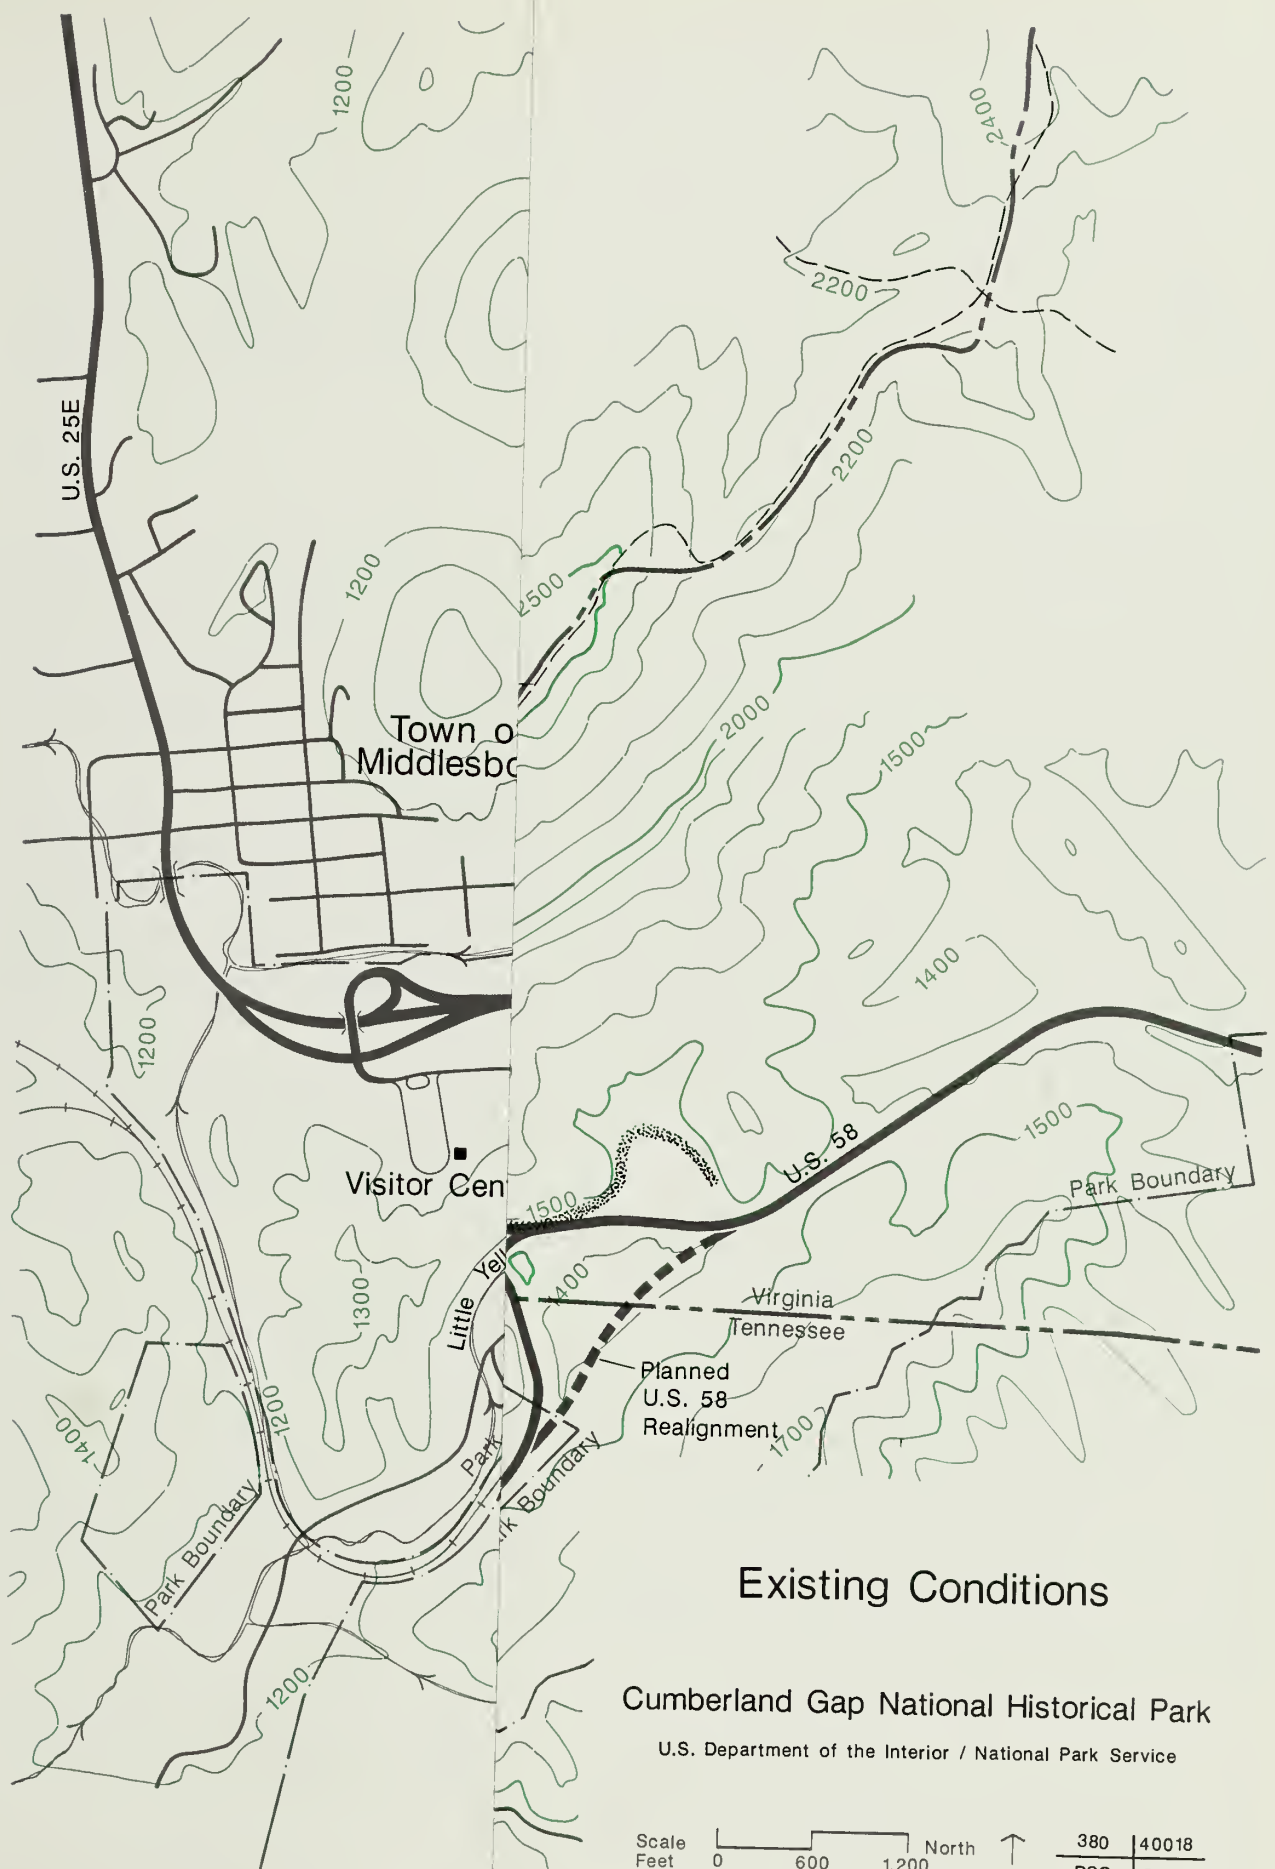 1200
2400
2200
U.S. 25E
2200
1200
2500
Town o
Middlesbo
2000
1500
1400
1200
1500
U.S. 58
Park Boundary
Visitor Cen
1500
Little Yell
1400
1300
Virginia
Tennessee
Planned
U.S. 58
Realignment
1700
1200
1400
Park
Boundary
Park Boundary
1200
Existing Conditions
Cumberland Gap National Historical Park
U.S. Department of the Interior / National Park Service
Scale
Feet
0 600 1,200
North
380 40018